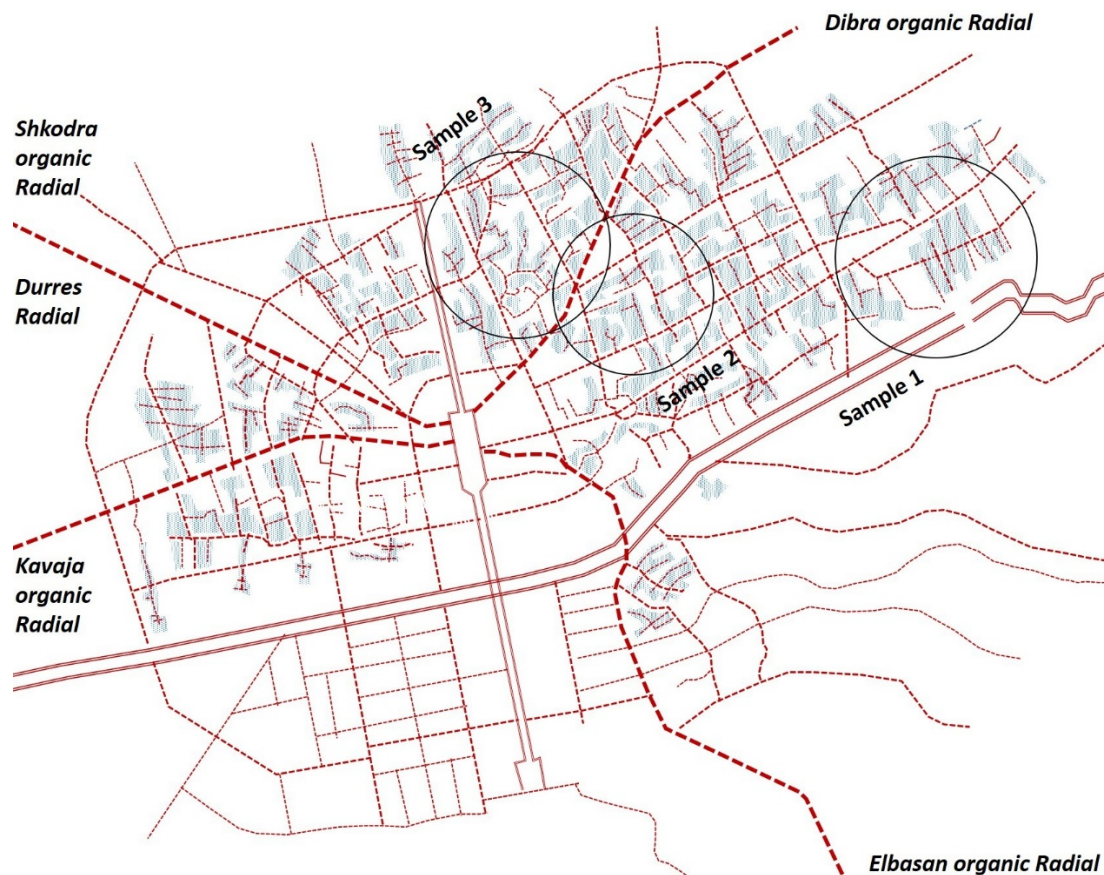 Dibra organic Radial
Shkodra
organic
Radial
Sample 3
Durres
Radial
Sample 2
Sample 1
Kavaja
organic
Radial
Elbasan organic Radial